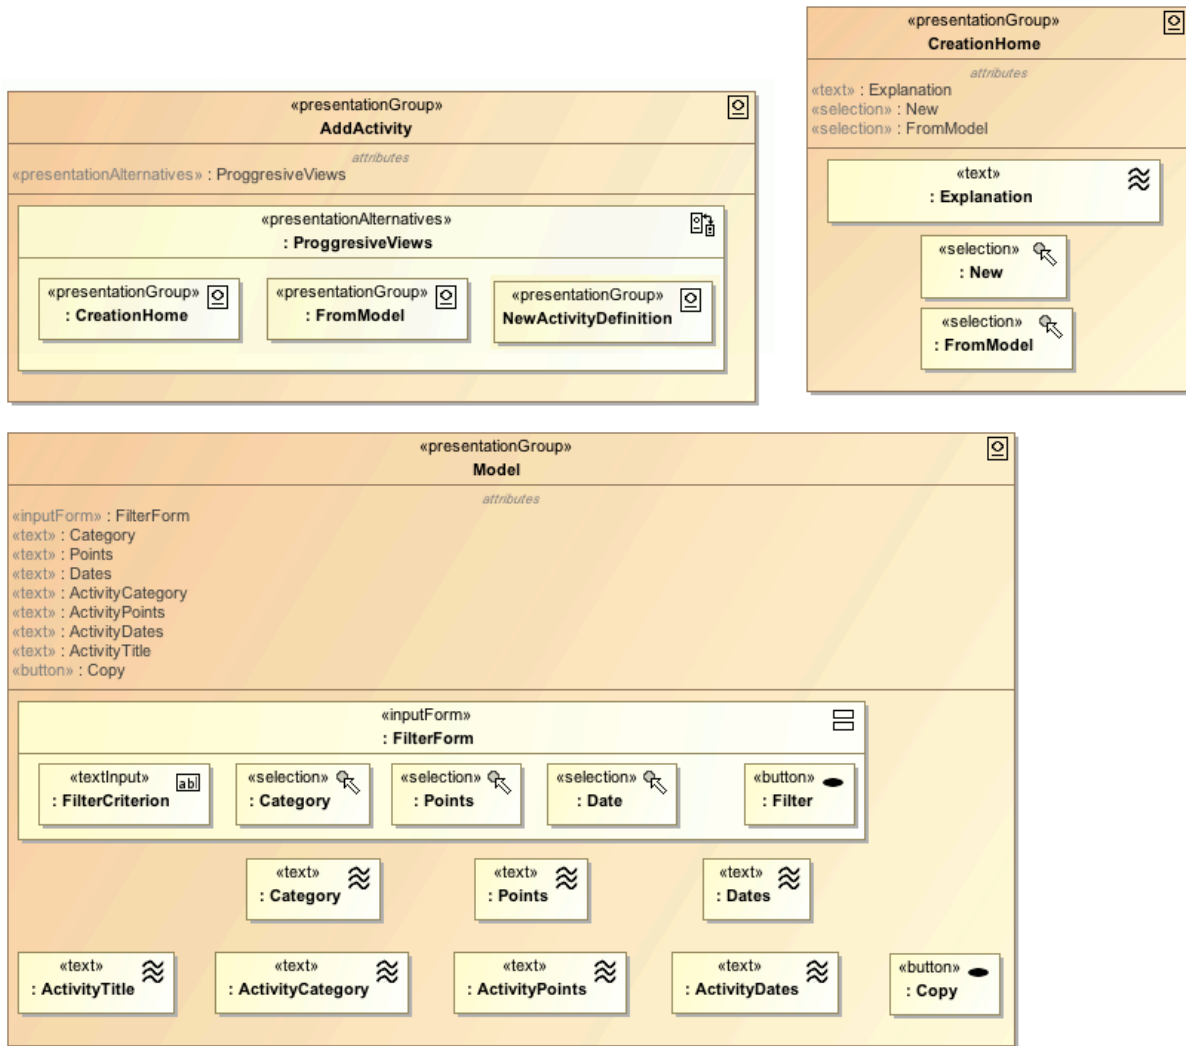 «presentationGroup»
AddActivity
attributes
«presentationAlternatives» : ProggresiveViews
«presentationAlternatives»
: ProggresiveViews
«presentationGroup»
: CreationHome
«presentationGroup»
: FromModel
«presentationGroup»
NewActivityDefinition
«presentationGroup»
CreationHome
attributes
«text» : Explanation
«selection» : New
«selection» : FromModel
«text»
: Explanation
«selection»
: New
«selection»
: FromModel
«presentationGroup»
Model
attributes
«inputForm» : FilterForm
«text» : Category
«text» : Points
«text» : Dates
«text» : ActivityCategory
«text» : ActivityPoints
«text» : ActivityDates
«text» : ActivityTitle
«button» : Copy
«inputForm»
: FilterForm
«textInput»
: FilterCriterion
ab
«selection»
: Category
«selection»
: Points
«selection»
: Date
«button»
: Filter
«text»
: Category
«text»
: Points
«text»
: Dates
«text»
: ActivityTitle
«text»
: ActivityCategory
«text»
: ActivityPoints
«text»
: ActivityDates
«button»
: Copy